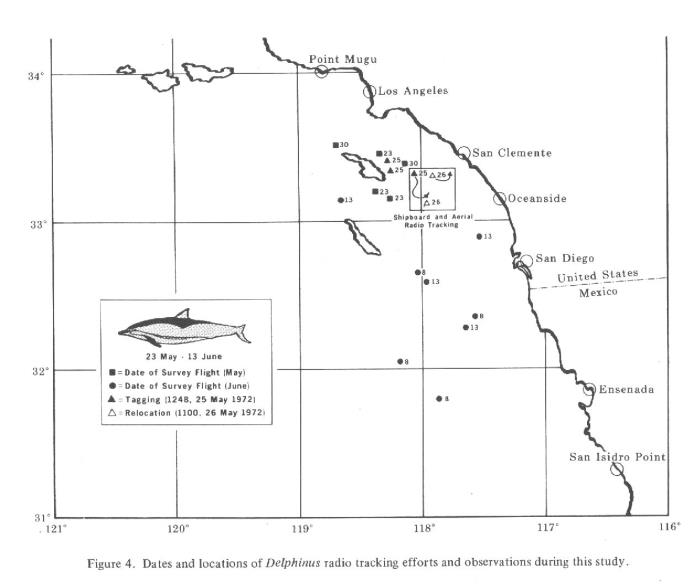 Point Mugu
34°
Los Angeles
30
23
25
30
San Clemente
25
25
26
23
23
26
13
Oceanside
Shipboard and Aerial
Radio Tracking
33°
13
San Diego
8
13
United States
Mexico
8
13
23 May - 13 June
■ = Date of Survey Flight (May)
● = Date of Survey Flight (June)
▲ = Tagging (1248, 25 May 1972)
△ = Relocation (1100, 26 May 1972)
8
32°
Ensenada
8
San Isidro Point
31°
121°
120°
119°
118°
117°
116°
Figure 4. Dates and locations of Delphinus radio tracking efforts and observations during this study.